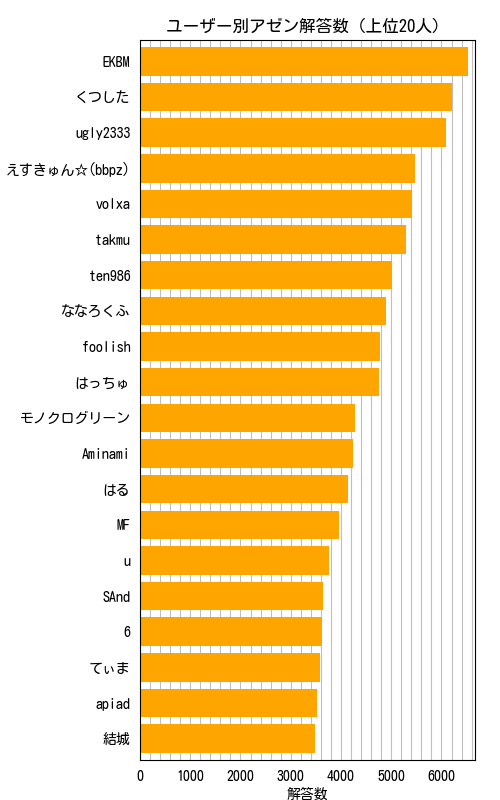 ユーザー別アゼン解答数 (上位20人)
EKBM
くつした
ugly2333
えすきゅん☆(bbpz)
volxa
takmu
ten986
ななろくふ
foolish
はっちゅ
モノクログリーン
Aminami
はる
MF
u
SAnd
6
てぃま
apiad
結城
0 1000 2000 3000 4000 5000 6000
解答数